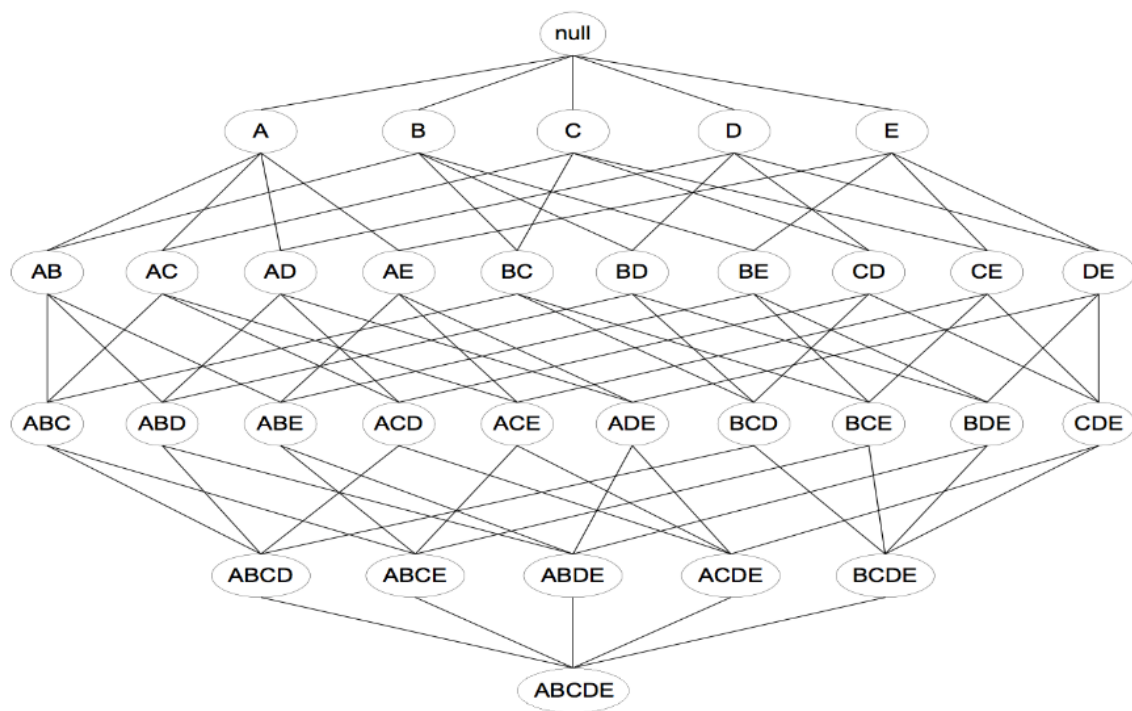 null
A B C D E
AB AC AD AE BC BD BE CD CE DE
ABC ABD ABE ACD ACE ADE BCD BCE BDE CDE
ABCD ABCE ABDE ACDE BCDE
ABCDE